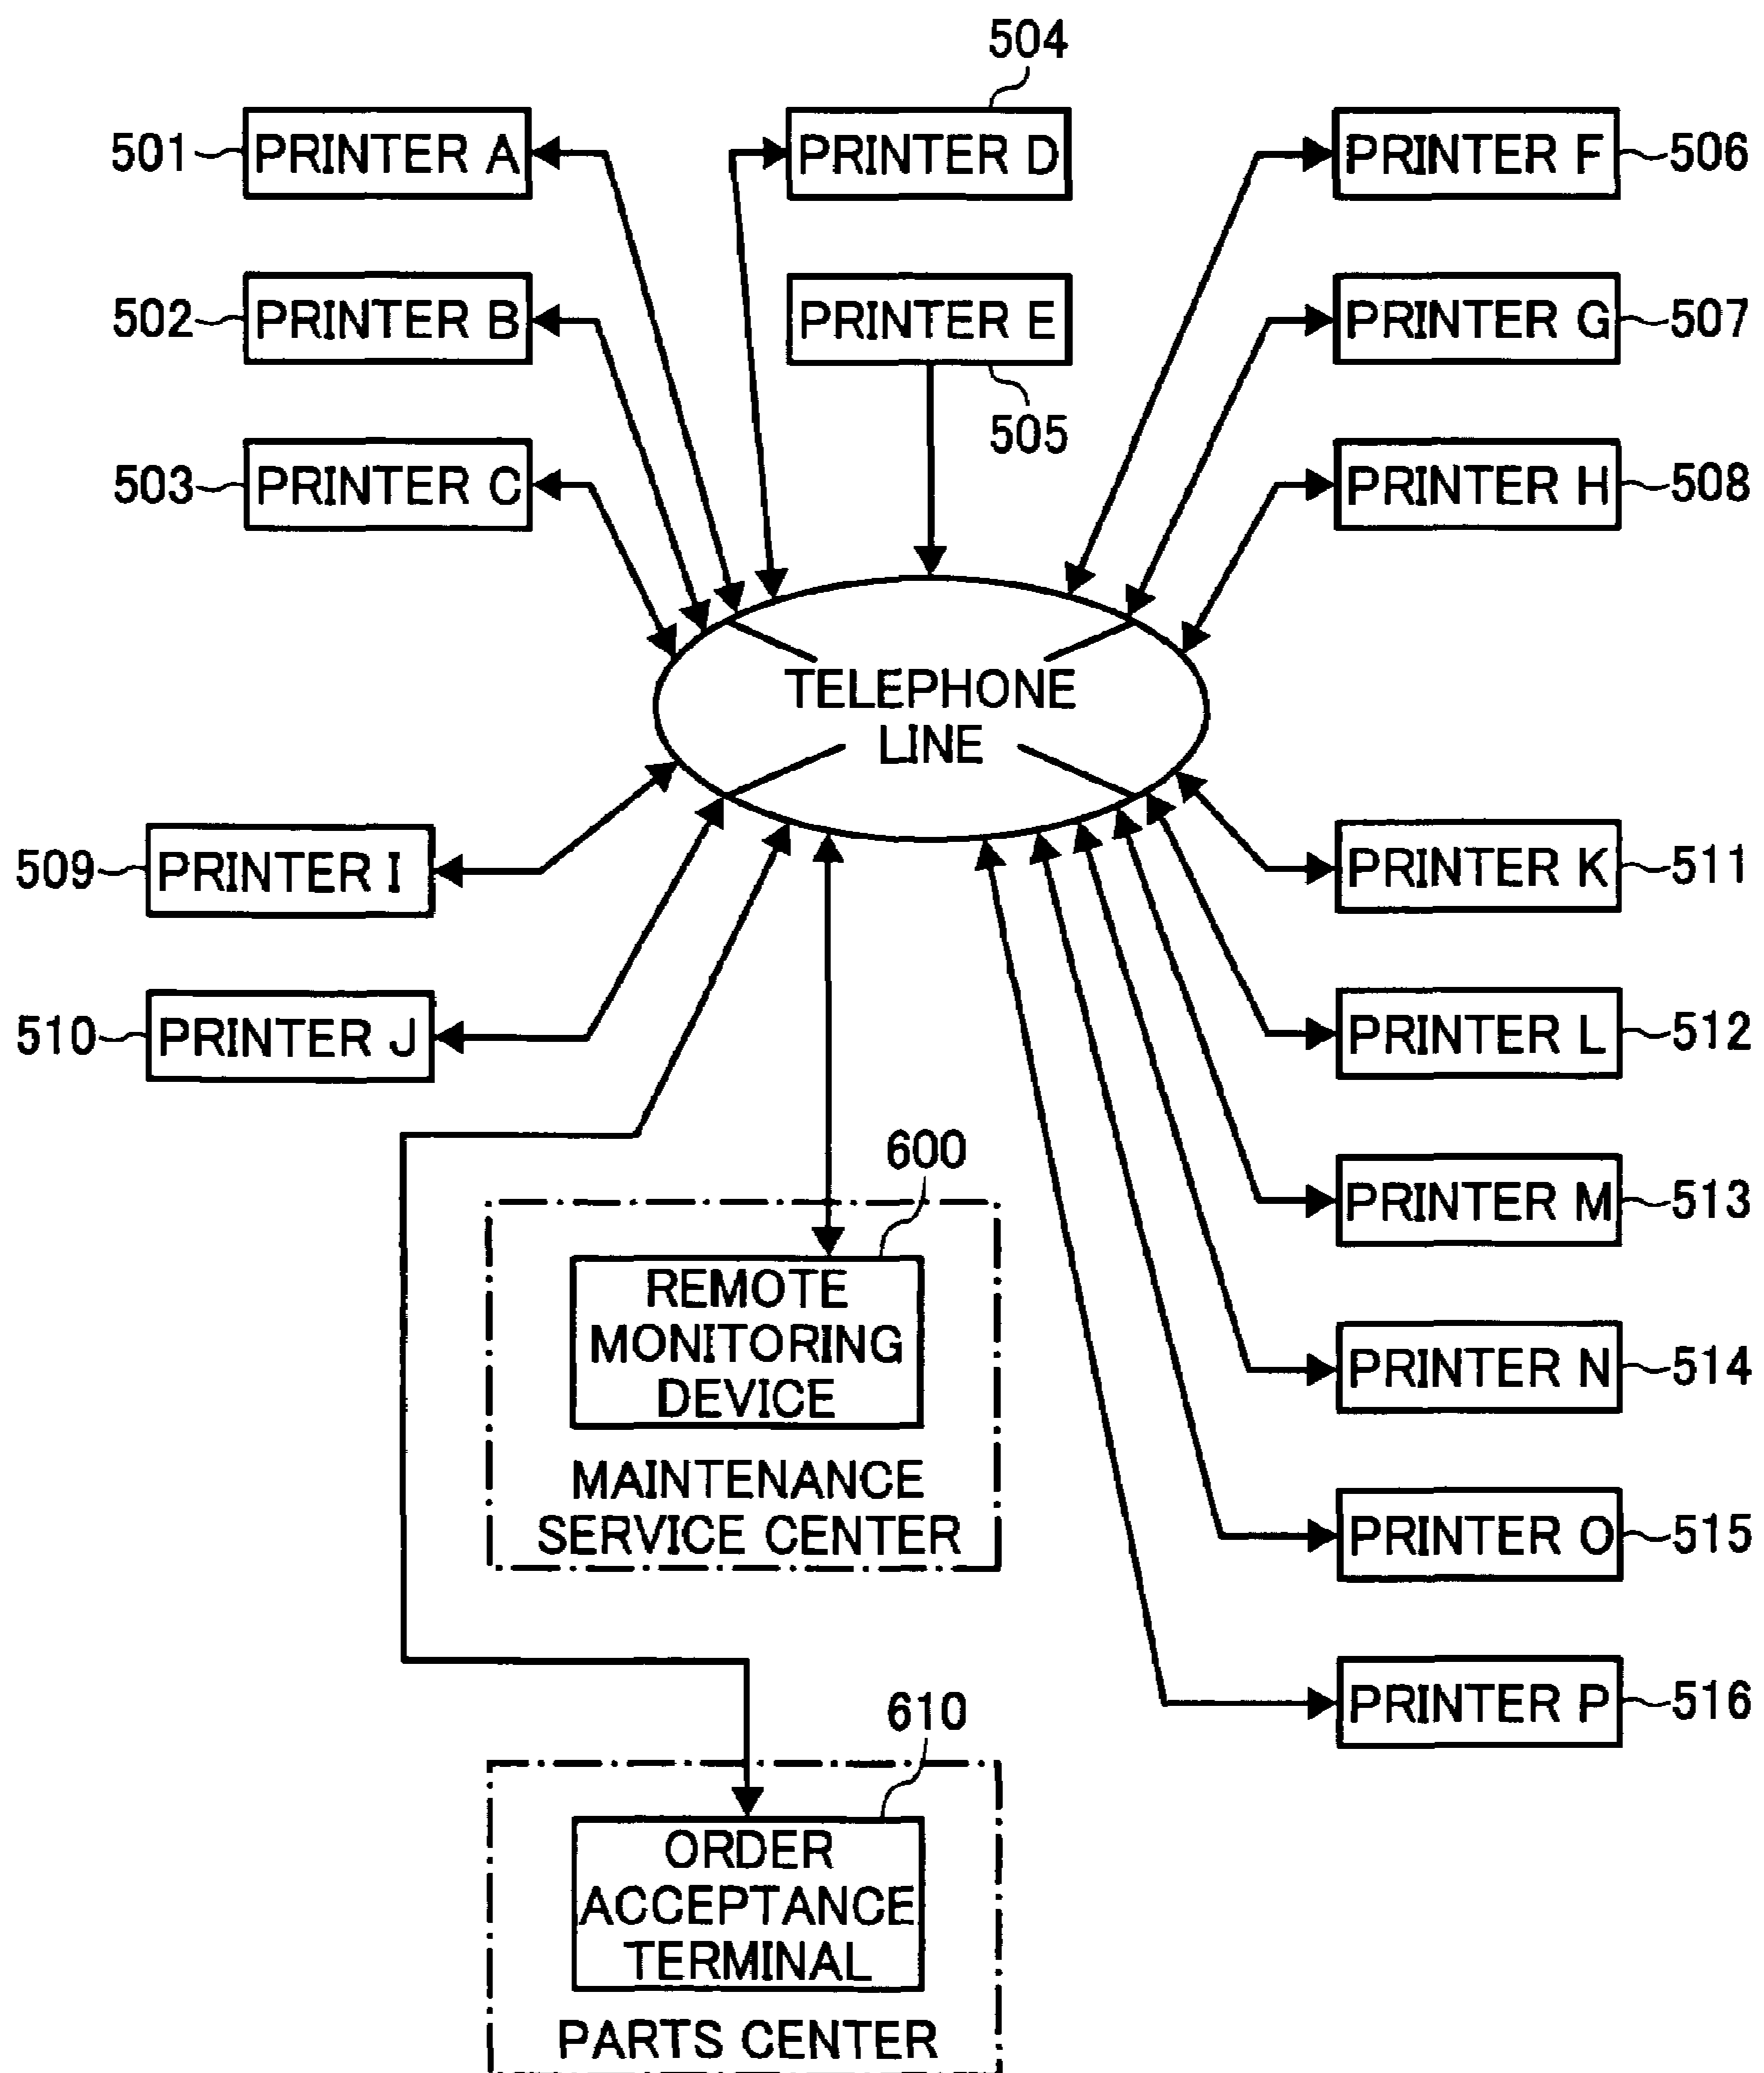 504
501 PRINTER A PRINTER D PRINTER F 506
502 PRINTER B PRINTER E PRINTER G 507
505
503 PRINTER C PRINTER H 508
TELEPHONE
LINE
509 PRINTER I PRINTER K 511
510 PRINTER J PRINTER L 512
600
PRINTER M 513
REMOTE
MONITORING
DEVICE
PRINTER N 514
MAINTENANCE
SERVICE CENTER
PRINTER O 515
PRINTER P 516
610
ORDER
ACCEPTANCE
TERMINAL
PARTS CENTER